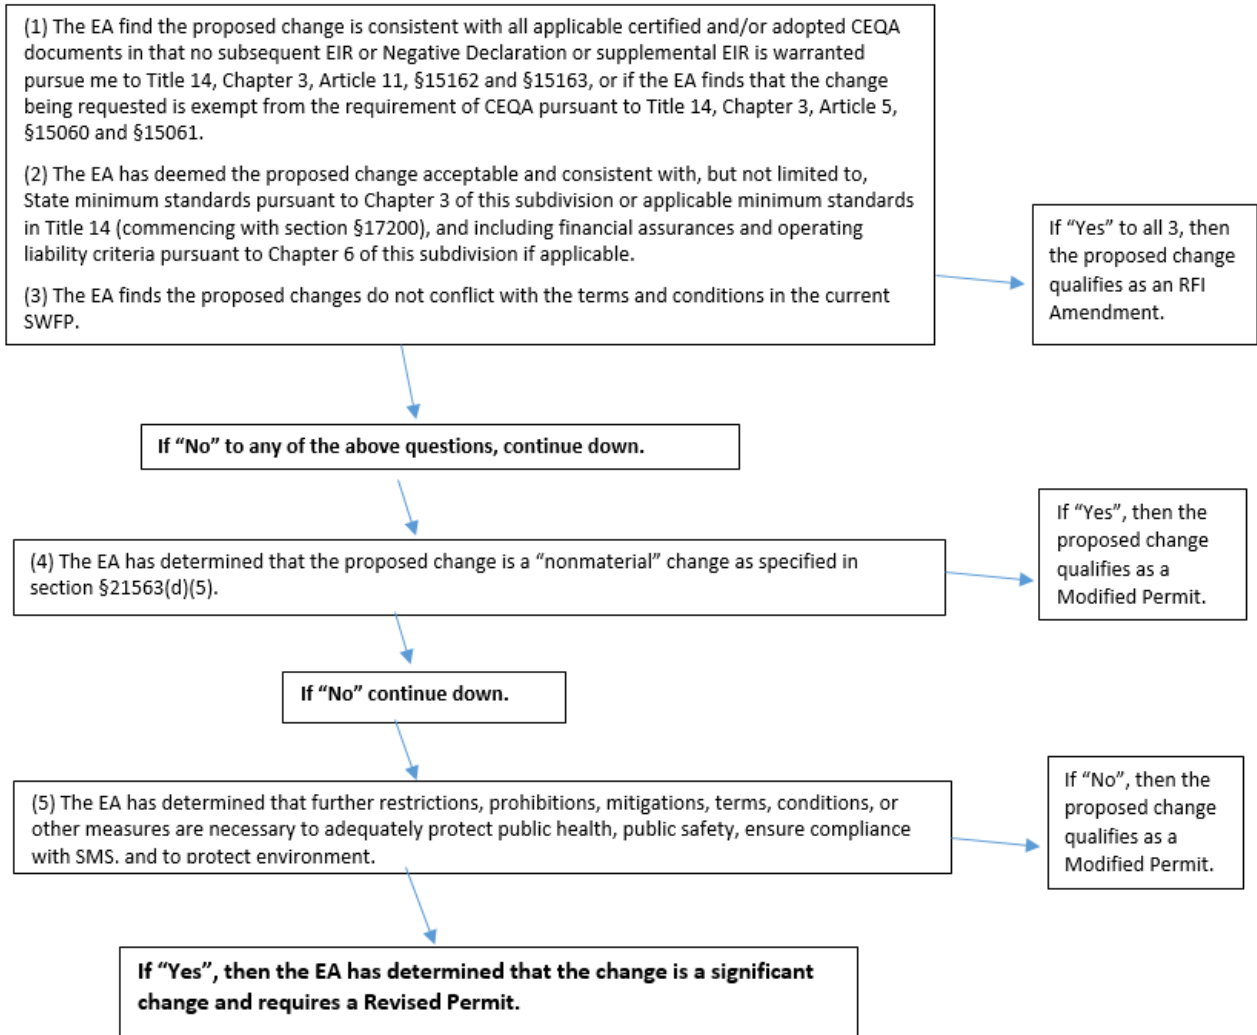 (1) The EA find the proposed change is consistent with all applicable certified and/or adopted CEQA
documents in that no subsequent EIR or Negative Declaration or supplemental EIR is warranted
pursue me to Title 14, Chapter 3, Article 11, §15162 and §15163, or if the EA finds that the change
being requested is exempt from the requirement of CEQA pursuant to Title 14, Chapter 3, Article 5,
§15060 and §15061.
(2) The EA has deemed the proposed change acceptable and consistent with, but not limited to,
State minimum standards pursuant to Chapter 3 of this subdivision or applicable minimum standards
in Title 14 (commencing with section §17200), and including financial assurances and operating
liability criteria pursuant to Chapter 6 of this subdivision if applicable.
(3) The EA finds the proposed changes do not conflict with the terms and conditions in the current
SWFP.
If “Yes” to all 3, then
the proposed change
qualifies as an RFI
Amendment.
If “No” to any of the above questions, continue down.
(4) The EA has determined that the proposed change is a “nonmaterial” change as specified in
section §21563(d)(5).
If “Yes”, then the
proposed change
qualifies as a
Modified Permit.
If “No” continue down.
(5) The EA has determined that further restrictions, prohibitions, mitigations, terms, conditions, or
other measures are necessary to adequately protect public health, public safety, ensure compliance
with SMS, and to protect environment.
If “No”, then the
proposed change
qualifies as a
Modified Permit.
If “Yes”, then the EA has determined that the change is a significant
change and requires a Revised Permit.